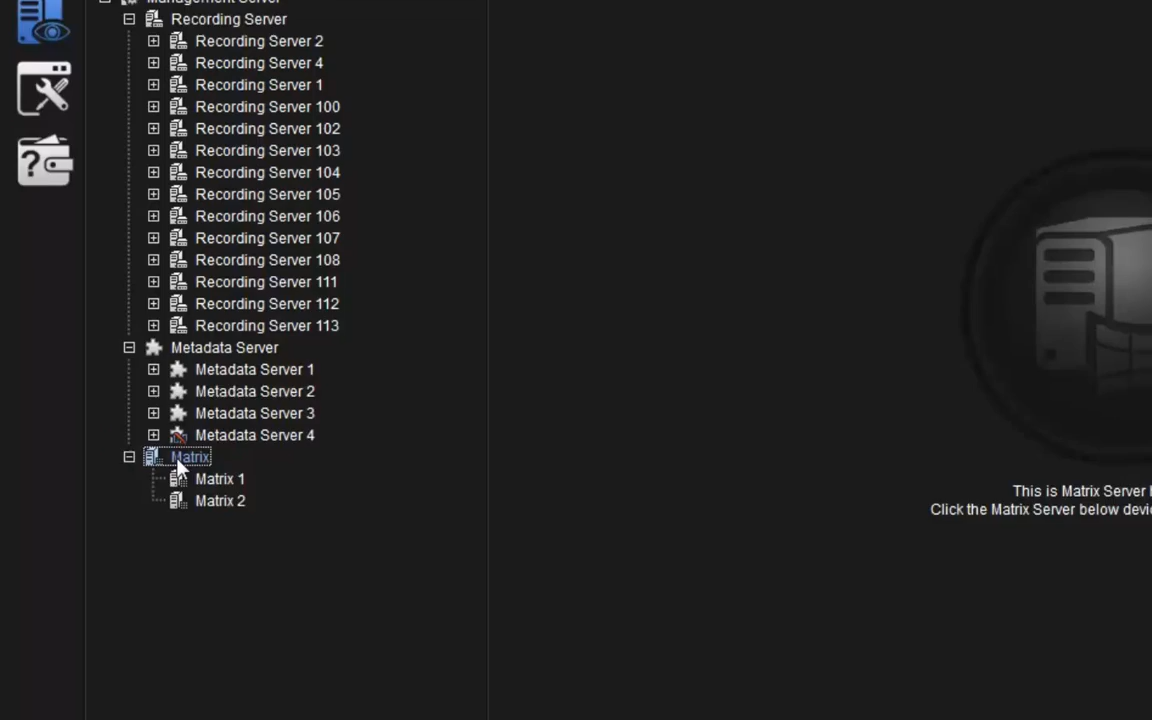 Management Server
Recording Server
Recording Server 2
Recording Server 4
Recording Server 1
Recording Server 100
Recording Server 102
Recording Server 103
Recording Server 104
Recording Server 105
Recording Server 106
Recording Server 107
Recording Server 108
Recording Server 111
Recording Server 112
Recording Server 113
Metadata Server
Metadata Server 1
Metadata Server 2
Metadata Server 3
Metadata Server 4
Matrix
Matrix 1
Matrix 2
This is Matrix Server
Click the Matrix Server below